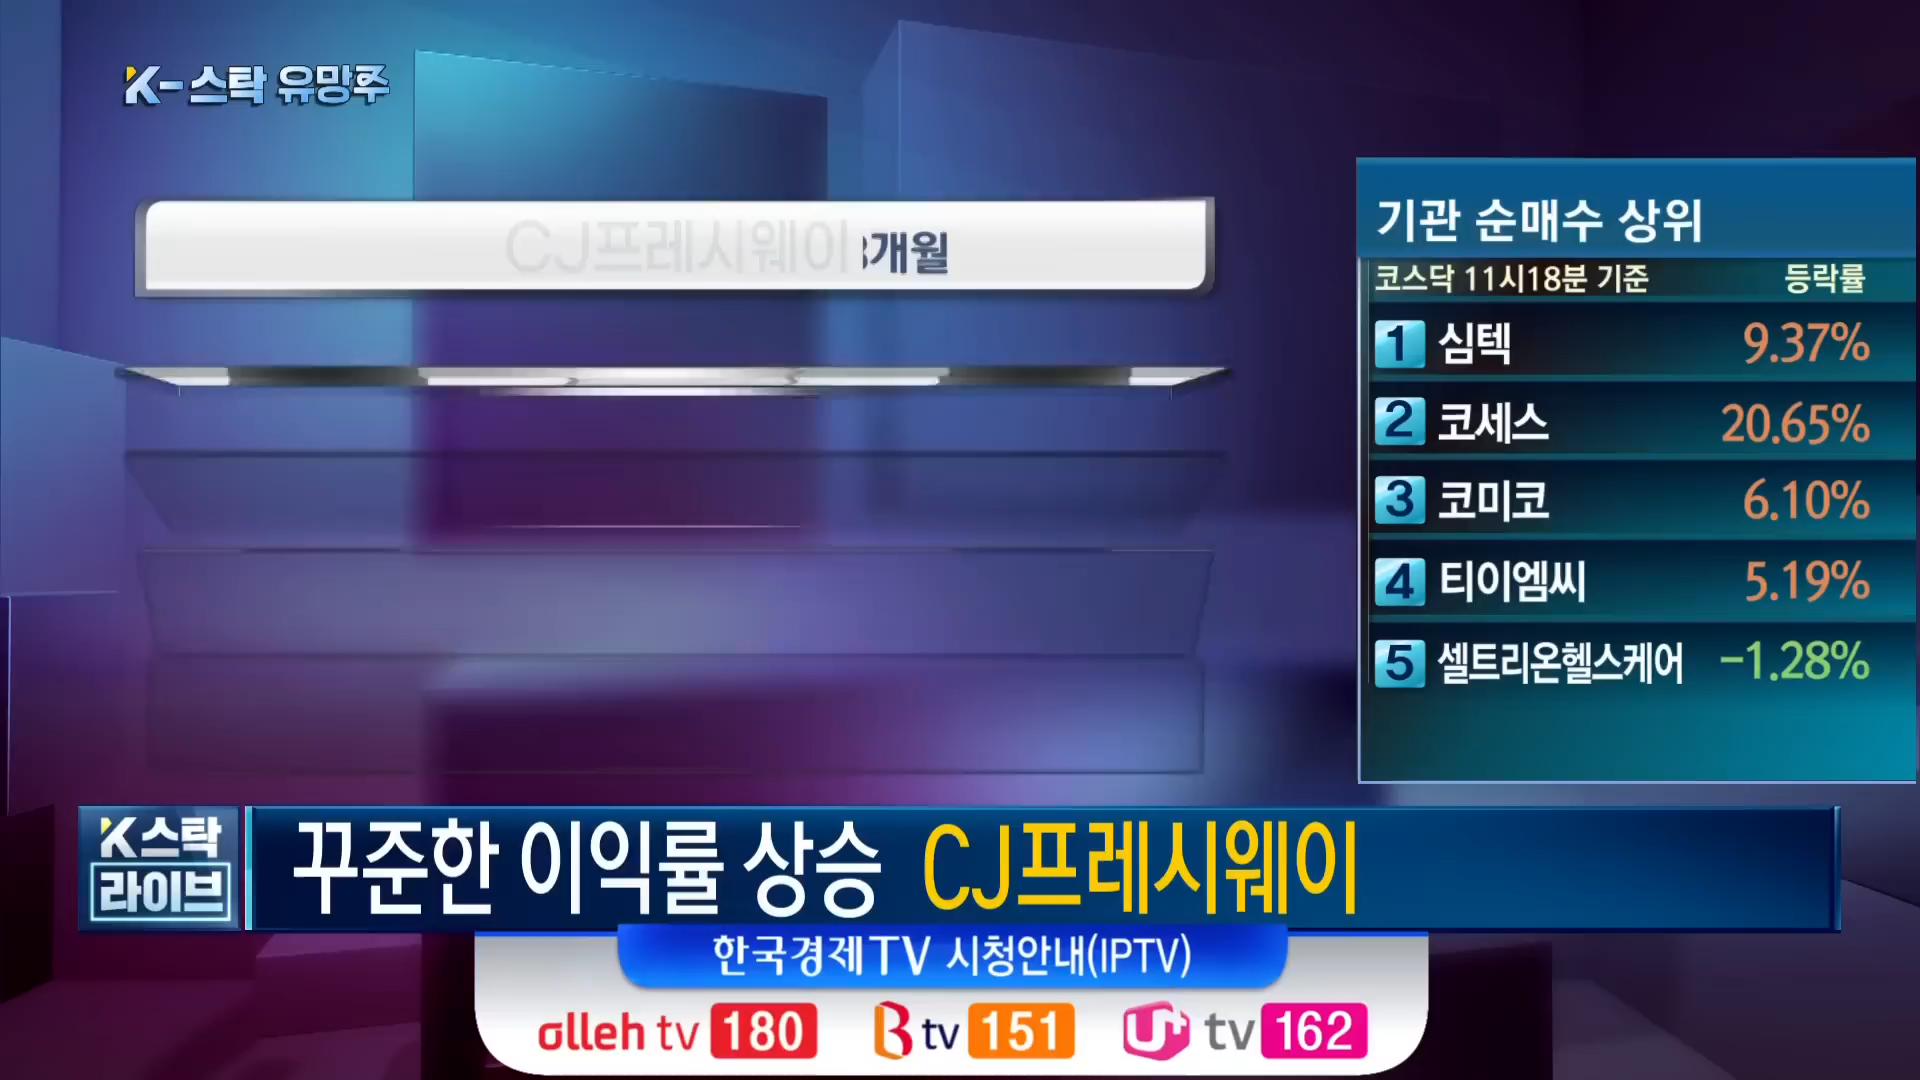 K-스탁 유망주
CJ프레시웨이 개월
기관 순매수 상위
코스닥 11시18분 기준 등락률
1 심텍 9.37%
2 코세스 20.65%
3 코미코 6.10%
4 티이엠씨 5.19%
5 셀트리온헬스케어 -1.28%
K스탁
라이브
꾸준한 이익률 상승 CJ프레시웨이
한국경제TV 시청안내(IPTV)
olleh tv 180 B tv 151 U+ tv 162